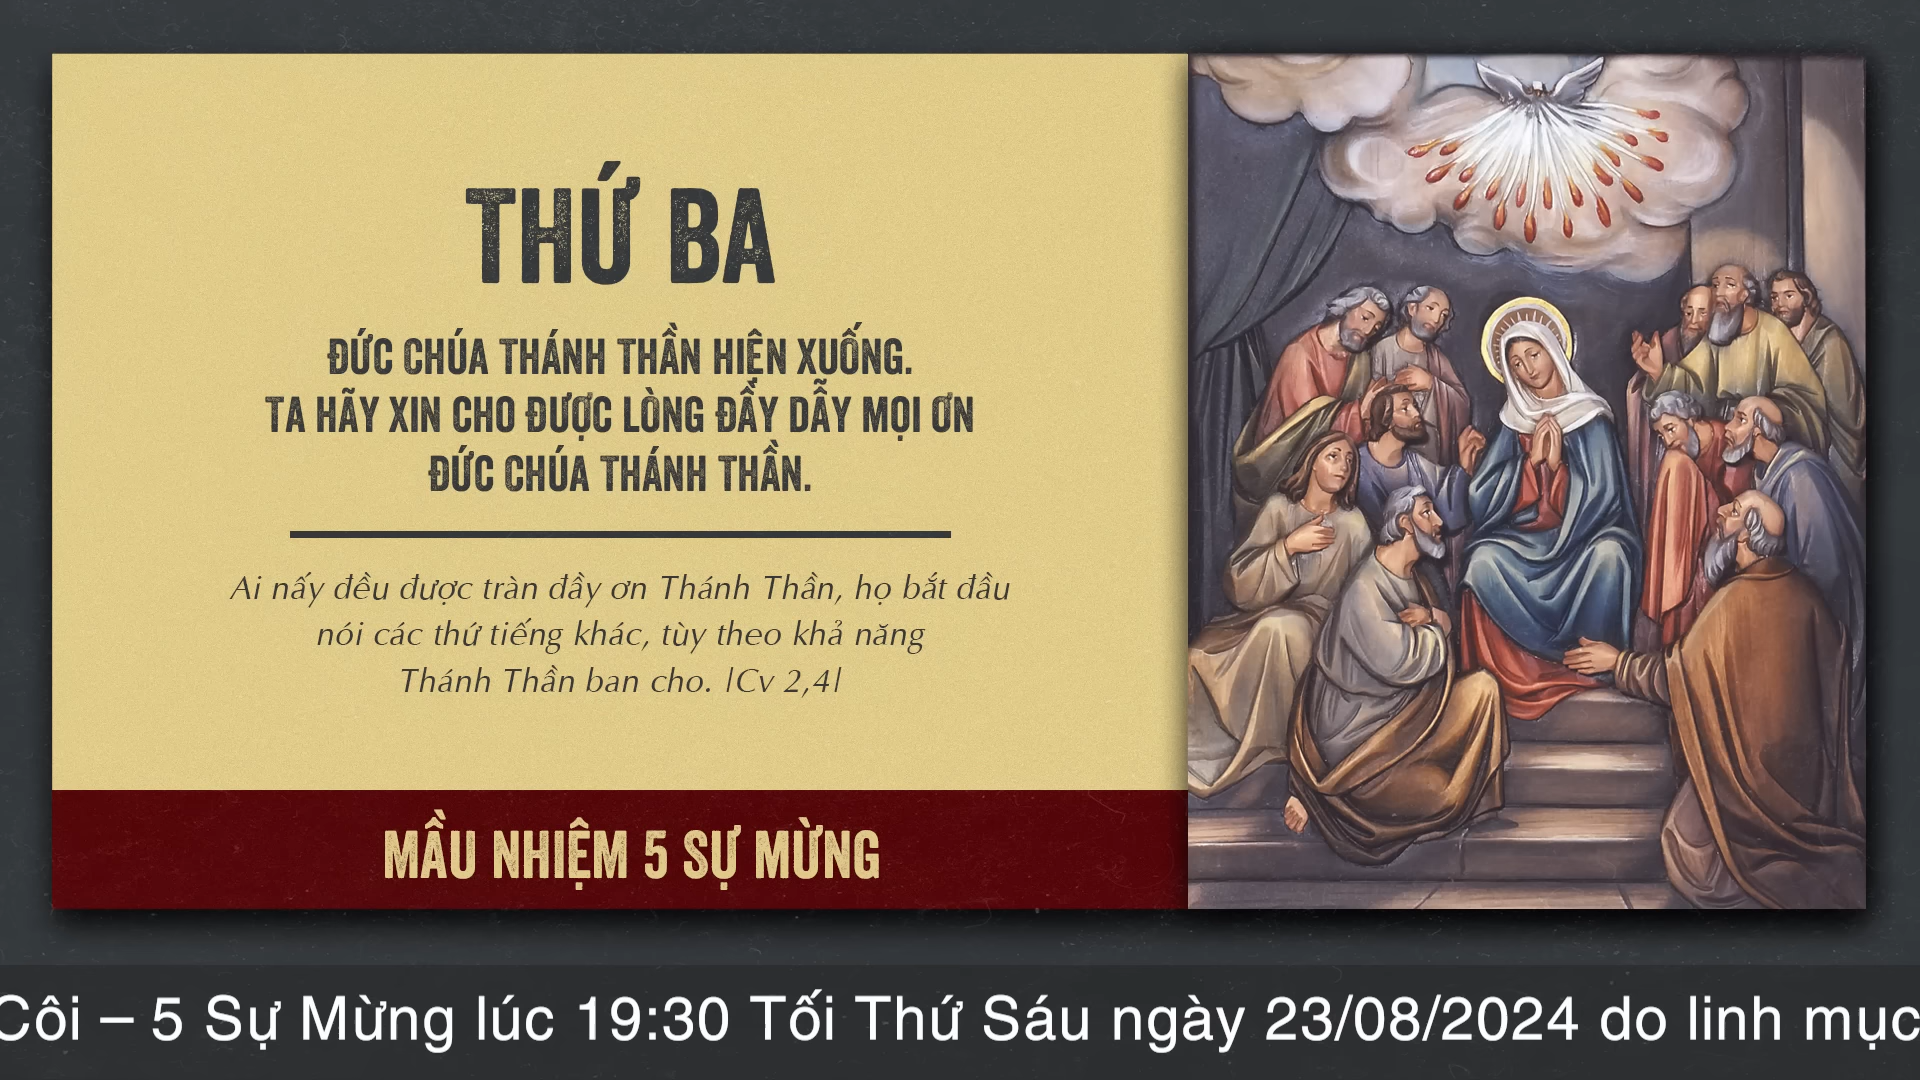 THỨ BA
ĐỨC CHÚA THÁNH THẦN HIỆN XUỐNG.
TA HÃY XIN CHO ĐƯỢC LÒNG ĐẦY DẪY MỌI ƠN
ĐỨC CHÚA THÁNH THẦN.
Ai nấy đều được tràn đầy ơn Thánh Thần, họ bắt đầu
nói các thứ tiếng khác, tùy theo khả năng
Thánh Thần ban cho. |Cv 2,4|
MẦU NHIỆM 5 SỰ MỪNG
Côi – 5 Sự Mừng lúc 19:30 Tối Thứ Sáu ngày 23/08/2024 do linh mục